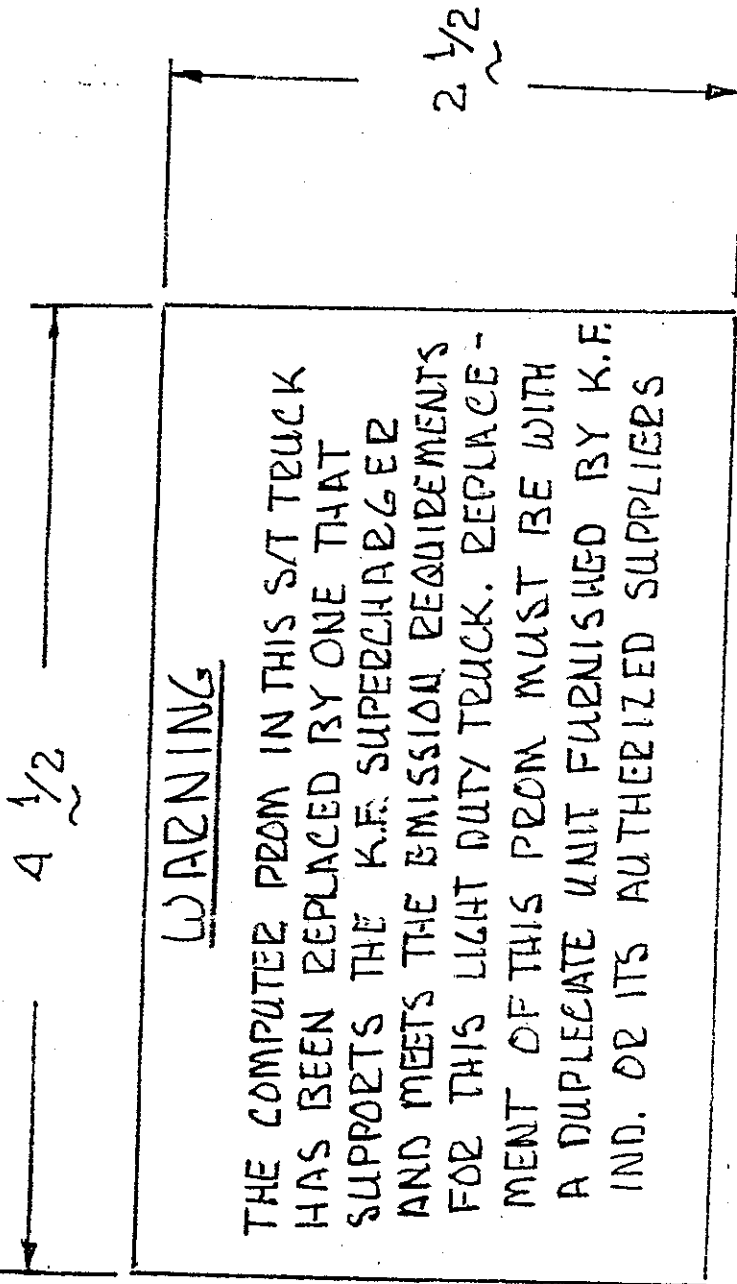 4 1/2
2 1/2
WARNING
THE COMPUTER PROM IN THIS S/T TRUCK
HAS BEEN REPLACED BY ONE THAT
SUPPORTS THE K.F. SUPERCHARGER
AND MEETS THE EMISSION REQUIREMENTS
FOR THIS LIGHT DUTY TRUCK. REPLACE-
MENT OF THIS PROM MUST BE WITH
A DUPLECIATE UNIT FURNISHED BY K.F.
IND. OR ITS AUTHERIZED SUPPLIERS